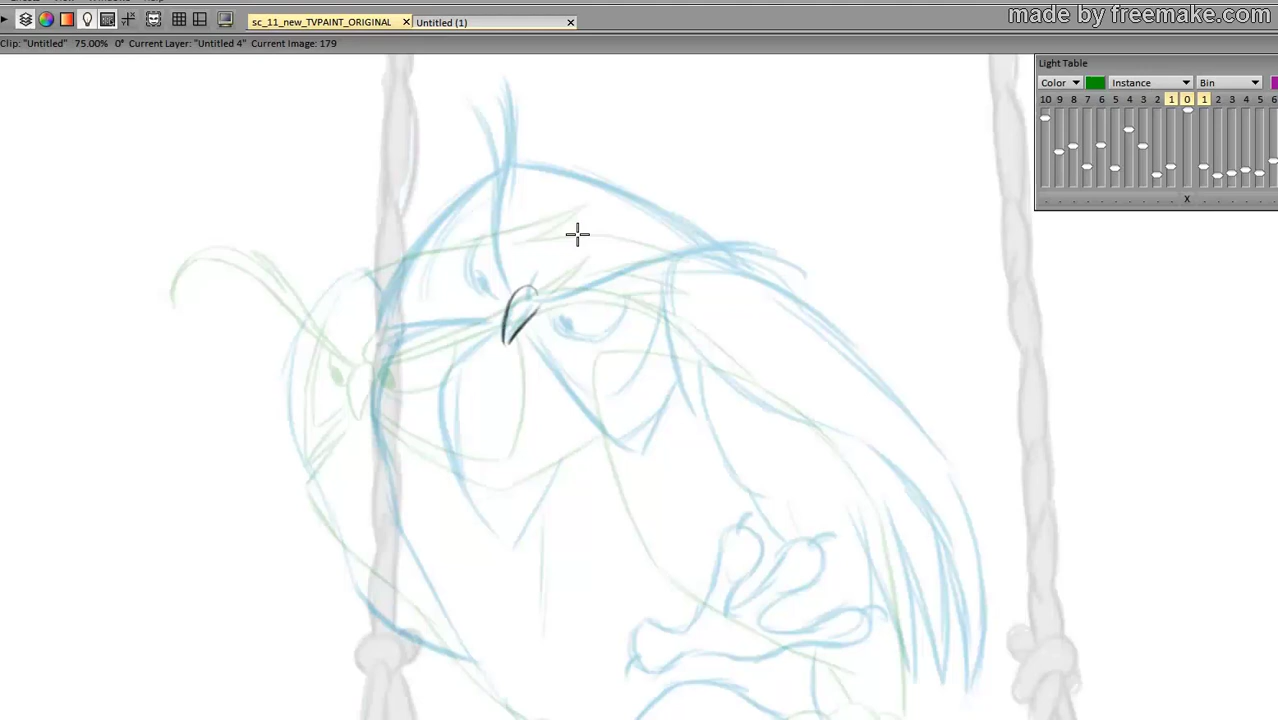 made by freemake.com
sc_11_new_TVPAINT_ORIGINAL
Untitled (1)
Clip: "Untitled" 75.00% 0° Current Layer: "Untitled 4" Current Image: 179
Light Table
Color Instance Bin
10 9 8 7 6 5 4 3 2 1 0 1 2 3 4 5 6
X